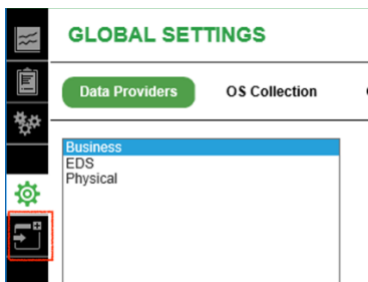 GLOBAL SETTINGS
Data Providers OS Collection
Business
EDS
Physical